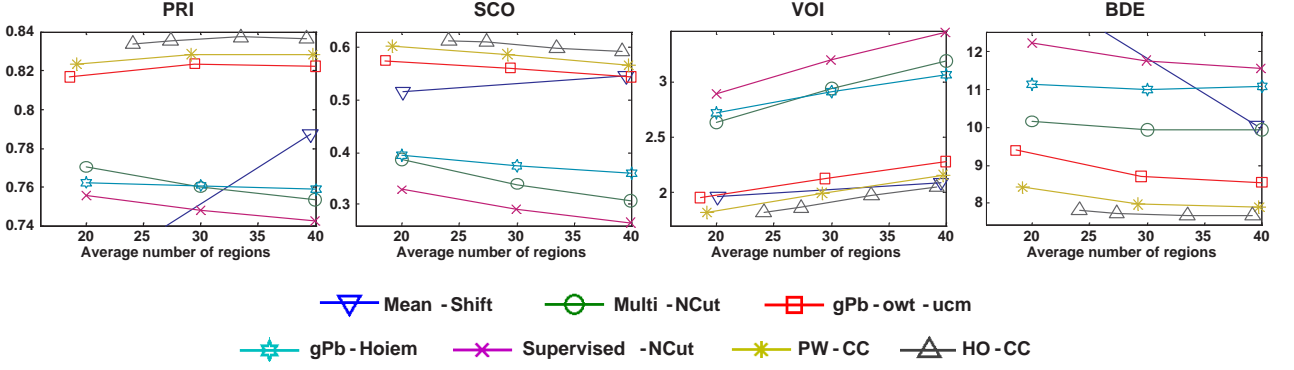 PRI SCO VOI BDE
0.84
0.82
0.8
0.78
0.76
0.74
20 25 30 35 40
Average number of regions
0.6
0.5
0.4
0.3
20 25 30 35 40
Average number of regions
3
2.5
2
20 25 30 35 40
Average number of regions
12
11
10
9
8
20 25 30 35 40
Average number of regions
Mean - Shift Multi - NCut gPb - owt - ucm
gPb - Hoiem Supervised - NCut PW - CC HO - CC